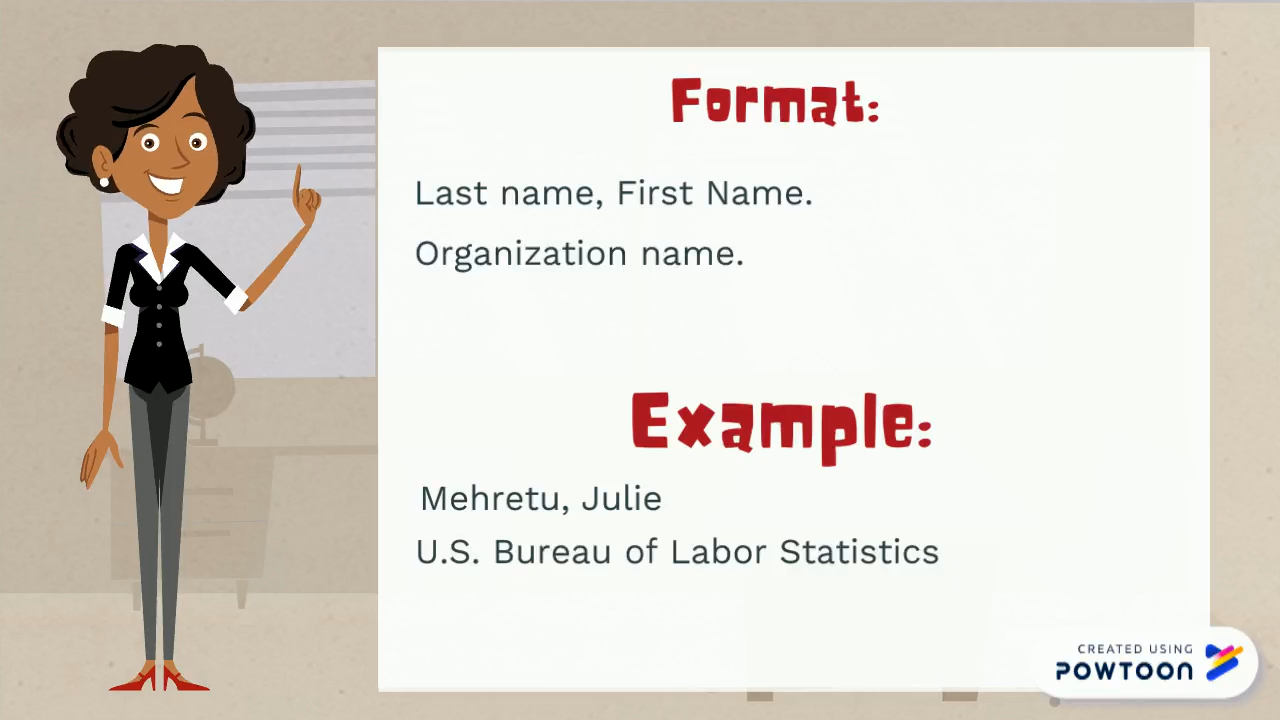 Format:
Last name, First Name.
Organization name.
Example:
Mehretu, Julie
U.S. Bureau of Labor Statistics
CREATED USING
POWTOON